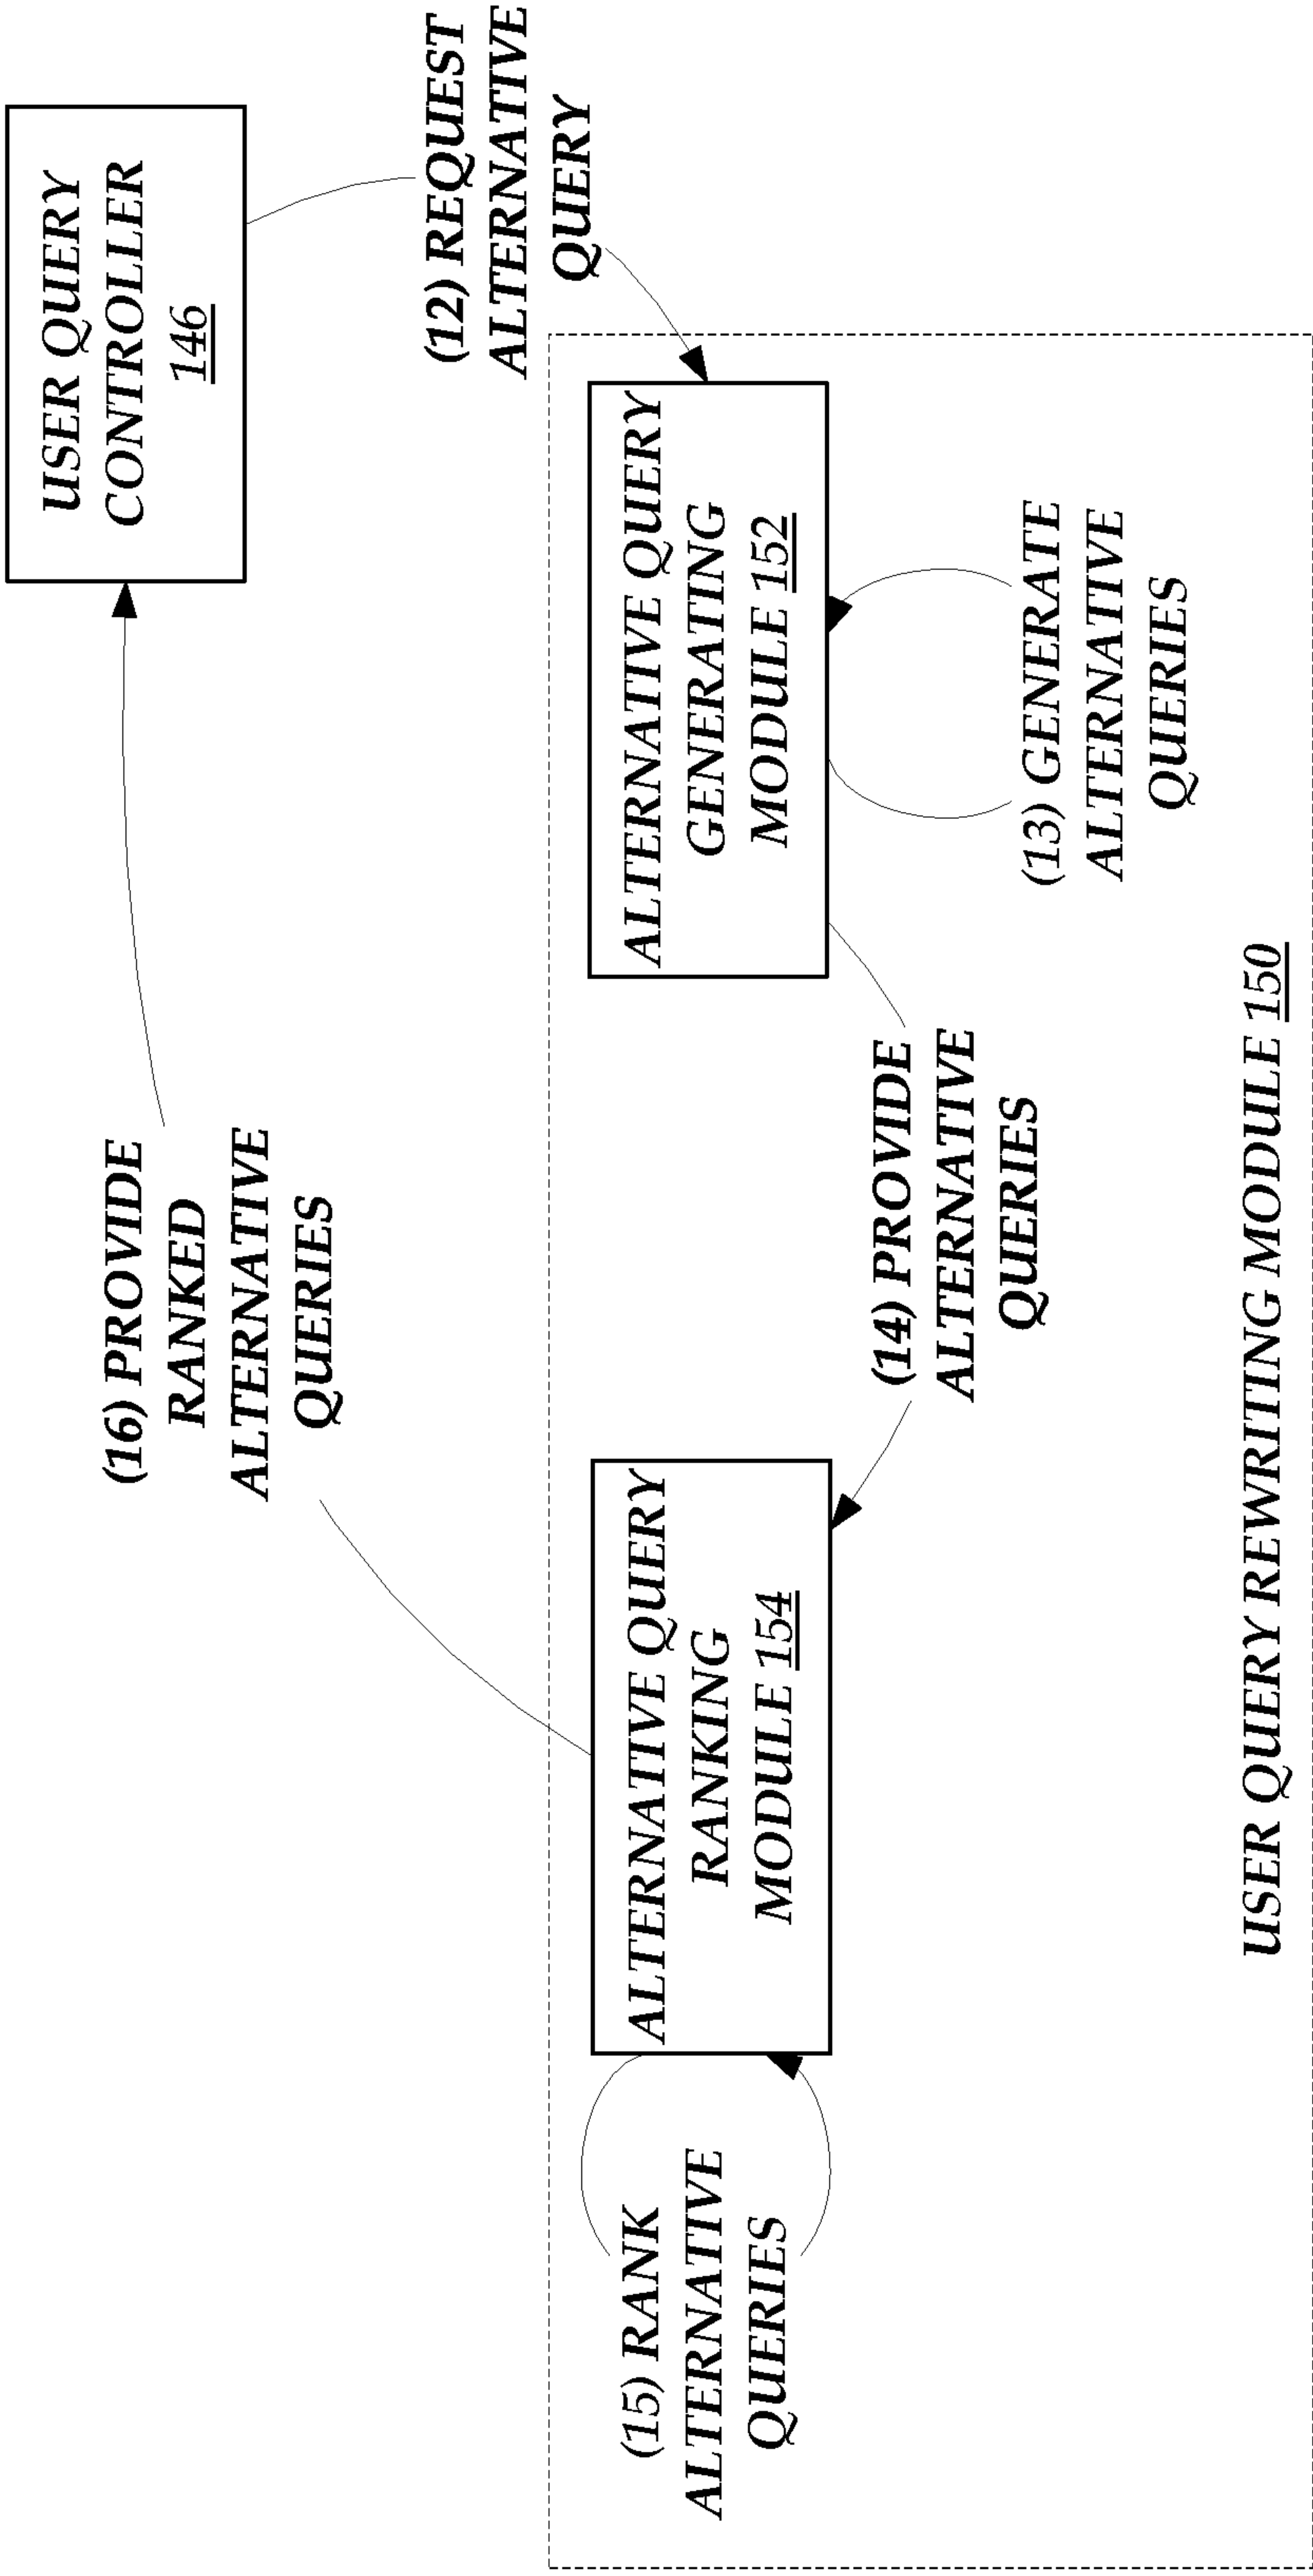 USER QUERY
CONTROLLER
146
(12) REQUEST
ALTERNATIVE
QUERY
(16) PROVIDE
RANKED
ALTERNATIVE
QUERIES
ALTERNATIVE QUERY
GENERATING
MODULE 152
(13) GENERATE
ALTERNATIVE
QUERIES
(14) PROVIDE
ALTERNATIVE
QUERIES
ALTERNATIVE QUERY
RANKING
MODULE 154
(15) RANK
ALTERNATIVE
QUERIES
USER QUERY REWRITING MODULE 150